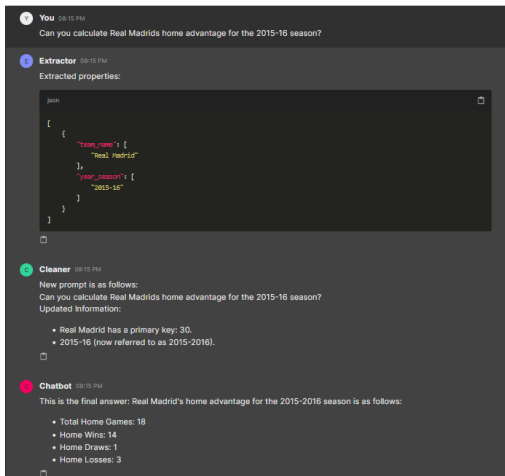 Y You 08:15 PM
Can you calculate Real Madrids home advantage for the 2015-16 season?
E Extractor 08:15 PM
Extracted properties:
json
[
{
"team_name": [
"Real Madrid"
],
"year_season": [
"2015-16"
]
}
]
C Cleaner 08:15 PM
New prompt is as follows:
Can you calculate Real Madrids home advantage for the 2015-16 season?
Updated Information:
• Real Madrid has a primary key: 30.
• 2015-16 (now referred to as 2015-2016).
Chatbot 08:15 PM
This is the final answer: Real Madrid's home advantage for the 2015-2016 season is as follows:
• Total Home Games: 18
• Home Wins: 14
• Home Draws: 1
• Home Losses: 3